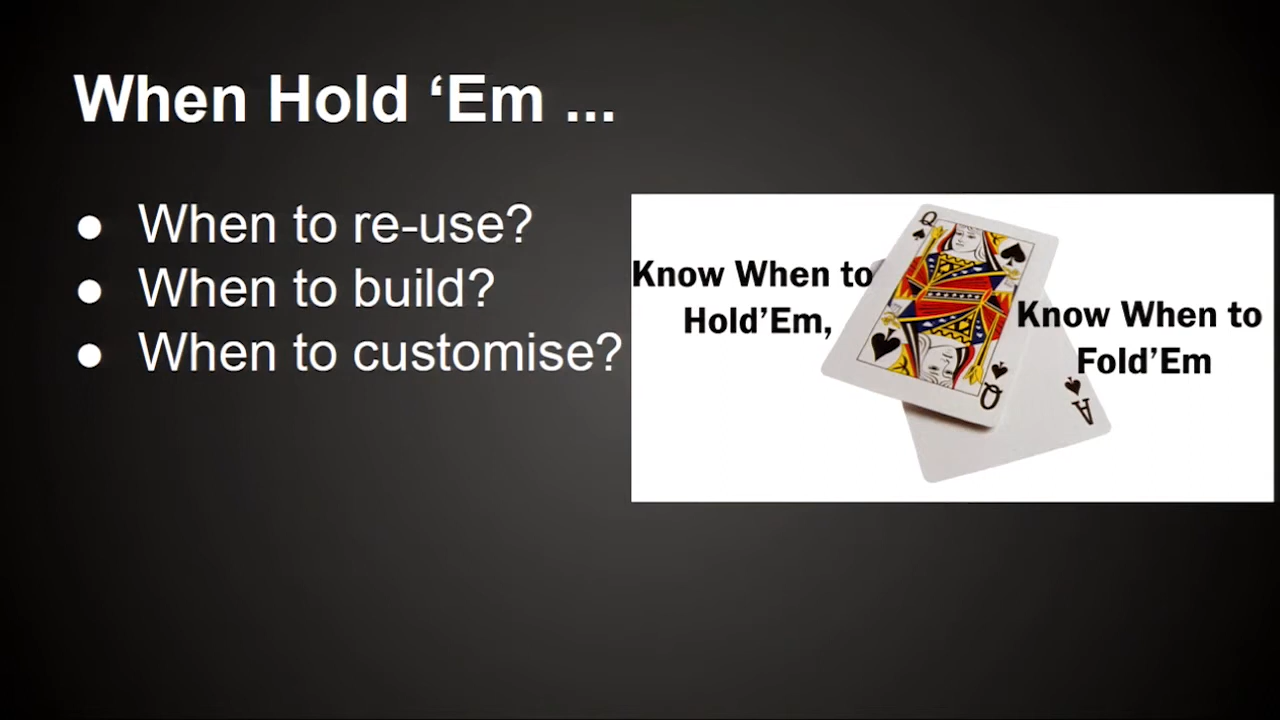 When Hold ‘Em ...
● When to re-use?
● When to build?
● When to customise?
Know When to
Hold’Em,
Know When to
Fold’Em
Q
Q
A